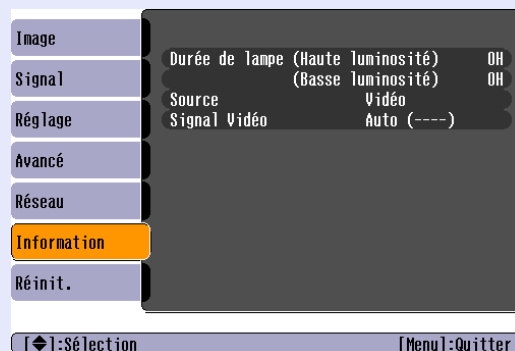 Image
Signal
Réglage
Avancé
Réseau
Information
Réinit.
Durée de lampe (Haute luminosité) 0H
(Basse luminosité) 0H
Source Vidéo
Signal Vidéo Auto (----)
[◆]:Sélection [Menu]:Quitter